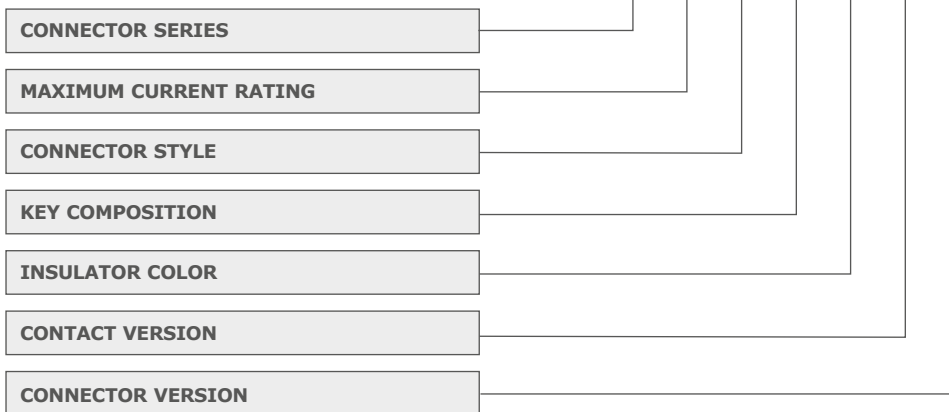 CONNECTOR SERIES
MAXIMUM CURRENT RATING
CONNECTOR STYLE
KEY COMPOSITION
INSULATOR COLOR
CONTACT VERSION
CONNECTOR VERSION